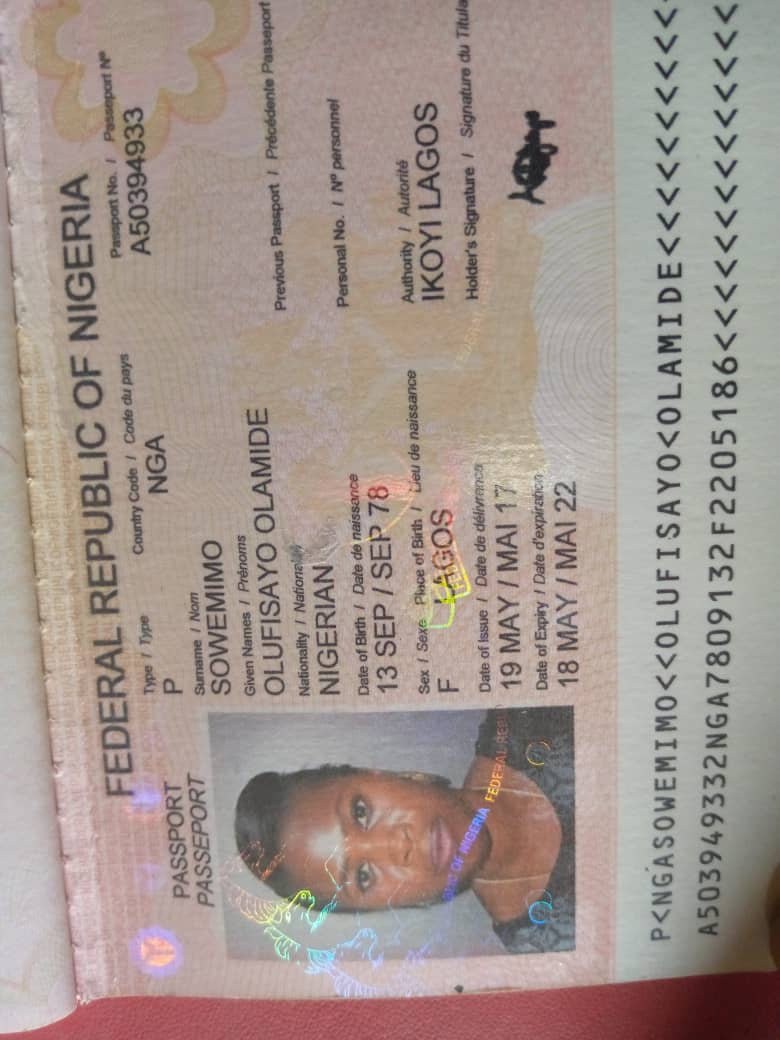 FEDERAL REPUBLIC OF NIGERIA
PASSPORT
PASSEPORT
Type / Type
Country Code / Code du pays
Passport No. / Passeport Nº
P
NGA
A50394933
Surname / Nom
SOWEMIMO
Given Names / Prénoms
OLUFISAYO OLAMIDE
Previous Passport / Précédente Passeport
Nationality /
NIGERIAN
Personal No. / Nº personnel
Date of Birth / Date de naissance
13 SEP / SEP 78
Sex / Sexe
Place of Birth / Lieu de naissance
Authority / Autorité
F
LAGOS
IKOYI LAGOS
Date of Issue / Date de délivrance
Holder's Signature / Signature du
19 MAY / MAI 17
Date of Expiry / Date d'expiration
18 MAY / MAI 22
OF NIGERIA FEDERAL
P<NGASOWEMIMO<<OLUFISAYO<OLAMIDE<<<<<<<<<<<<
A503949332NGA7809132F2205186<<<<<<<<<<<<<<<<